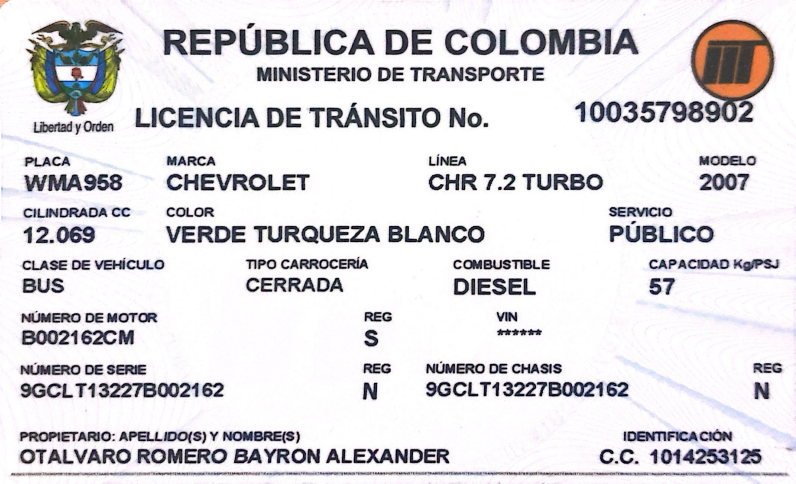 REPÚBLICA DE COLOMBIA
MINISTERIO DE TRANSPORTE
Libertad y Orden
LICENCIA DE TRÁNSITO No. 10035798902
PLACA MARCA LÍNEA MODELO
WMA958 CHEVROLET CHR 7.2 TURBO 2007
CILINDRADA CC COLOR SERVICIO
12.069 VERDE TURQUEZA BLANCO PÚBLICO
CLASE DE VEHÍCULO TIPO CARROCERÍA COMBUSTIBLE CAPACIDAD Kg/PSJ
BUS CERRADA DIESEL 57
NÚMERO DE MOTOR REG VIN
B002162CM S ******
NÚMERO DE SERIE REG NÚMERO DE CHASIS REG
9GCLT13227B002162 N 9GCLT13227B002162 N
PROPIETARIO: APELLIDO(S) Y NOMBRE(S) IDENTIFICACIÓN
OTALVARO ROMERO BAYRON ALEXANDER C.C. 1014253125